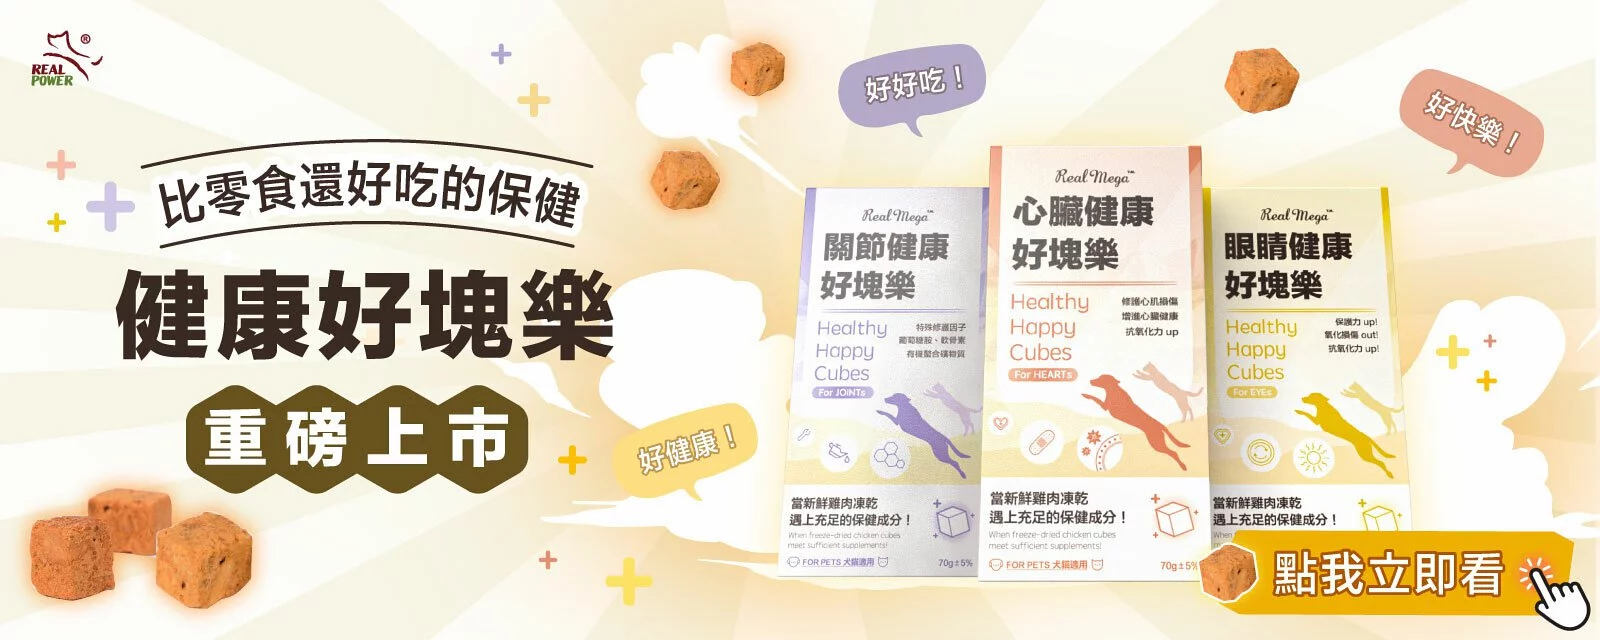 REAL
POWER
®
比零食還好吃的保健
健康好塊樂
重磅上市
好好吃！
好快樂！
好健康！
Real Mega™
關節健康
好塊樂
Healthy
Happy
Cubes
For JOINTs
特殊修護因子
葡萄糖胺、軟骨素
有機螯合礦物質
當新鮮雞肉凍乾
遇上充足的保健成分！
When freeze-dried chicken cubes
meet sufficient supplements!
FOR PETS 犬貓適用
70g±5%
Real Mega™
心臟健康
好塊樂
Healthy
Happy
Cubes
For HEARTs
修護心肌損傷
增進心臟健康
抗氧化力 up
當新鮮雞肉凍乾
遇上充足的保健成分！
When freeze-dried chicken cubes
meet sufficient supplements!
FOR PETS 犬貓適用
70g±5%
Real Mega™
眼睛健康
好塊樂
Healthy
Happy
Cubes
For EYEs
保護力 up!
氧化損傷 out!
抗氧化力 up!
當新鮮雞肉凍乾
遇上充足的保健成分！
When freeze-dried chicken cubes
點我立即看